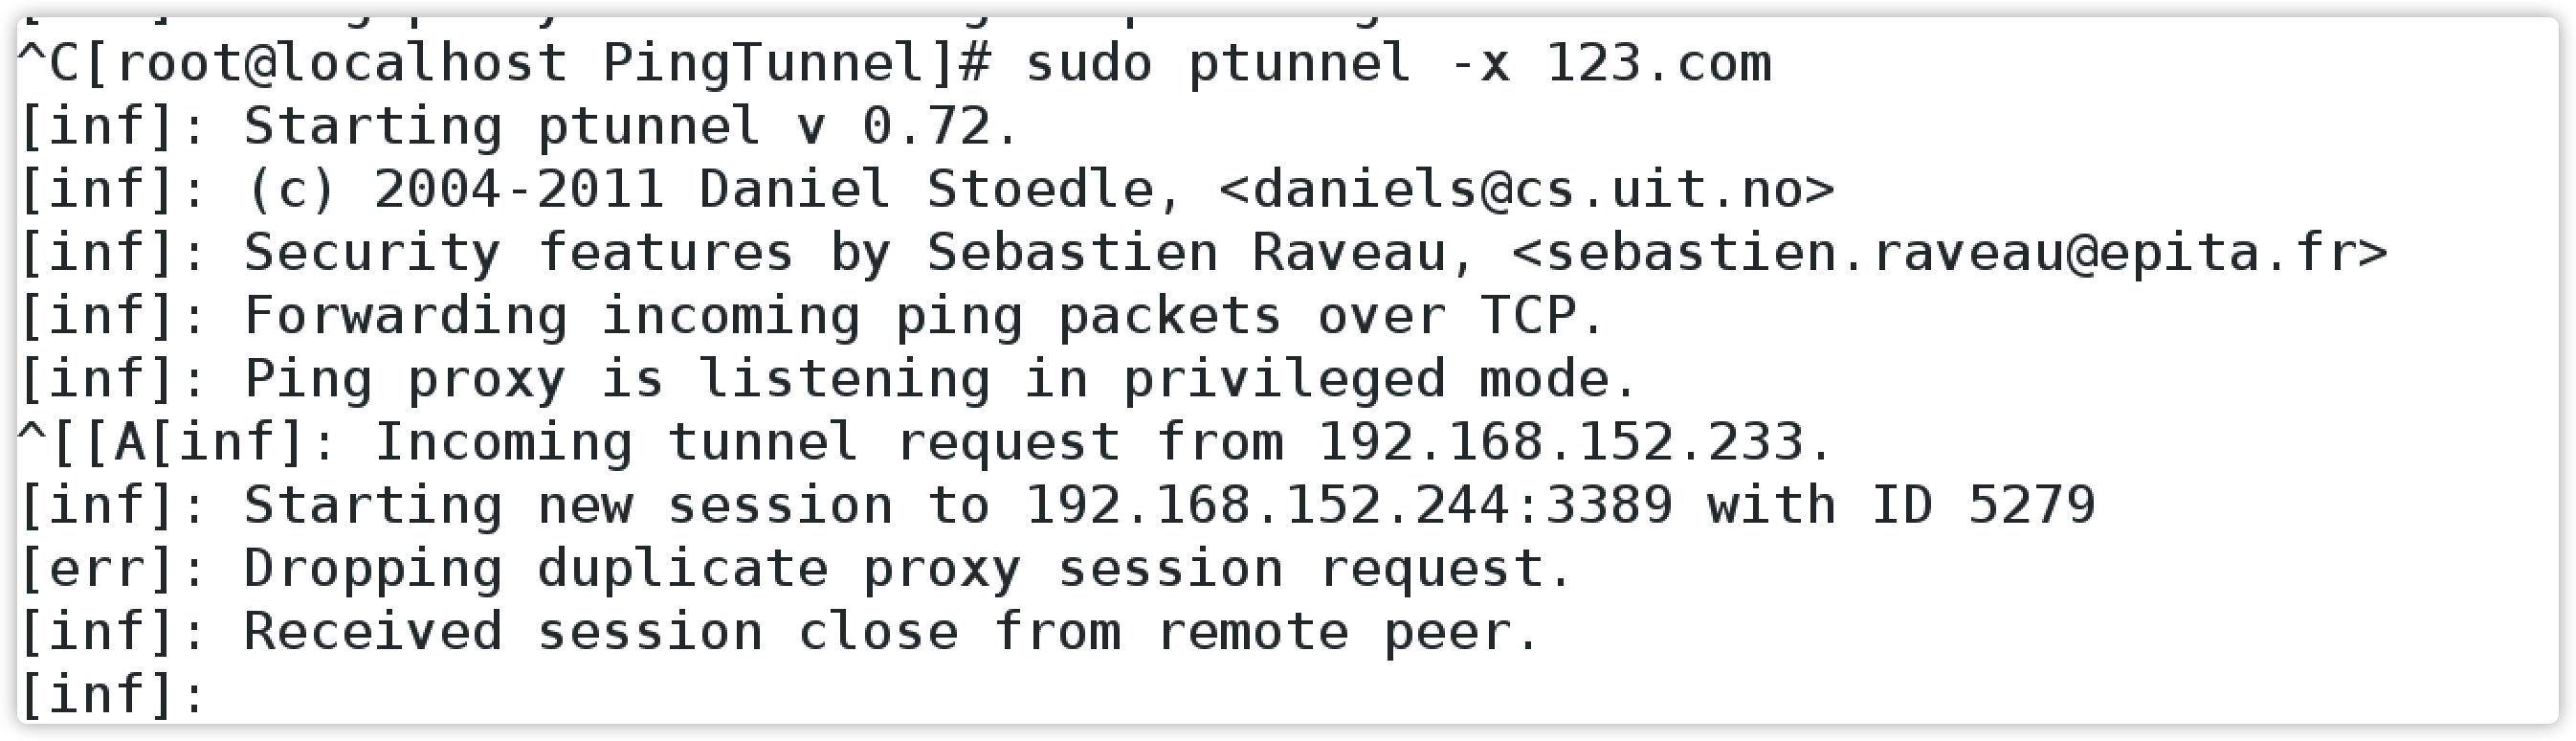 ^C[root@localhost PingTunnel]# sudo ptunnel -x 123.com
[inf]: Starting ptunnel v 0.72.
[inf]: (c) 2004-2011 Daniel Stoedle, <daniels@cs.uit.no>
[inf]: Security features by Sebastien Raveau, <sebastien.raveau@epita.fr>
[inf]: Forwarding incoming ping packets over TCP.
[inf]: Ping proxy is listening in privileged mode.
^[[A[inf]: Incoming tunnel request from 192.168.152.233.
[inf]: Starting new session to 192.168.152.244:3389 with ID 5279
[err]: Dropping duplicate proxy session request.
[inf]: Received session close from remote peer.
[inf]: